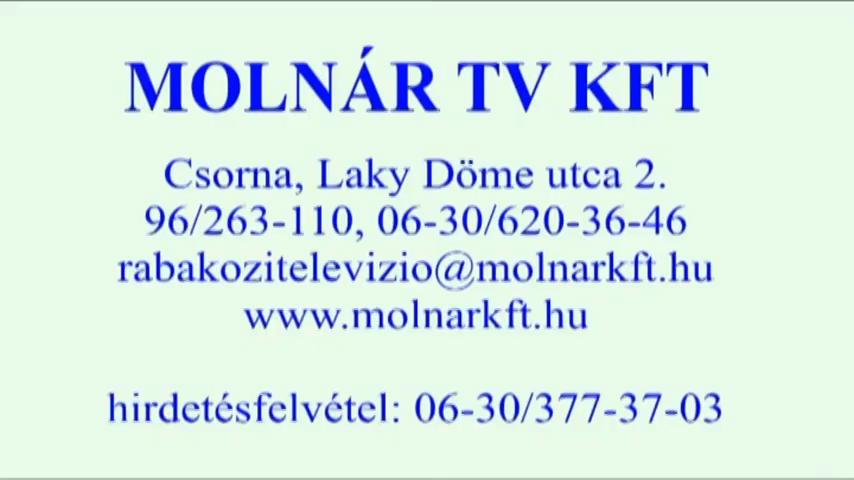 MOLNÁR TV KFT
Csorna, Laky Döme utca 2.
96/263-110, 06-30/620-36-46
rabakozitelevizio@molnarkft.hu
www.molnarkft.hu
hirdetésfelvétel: 06-30/377-37-03